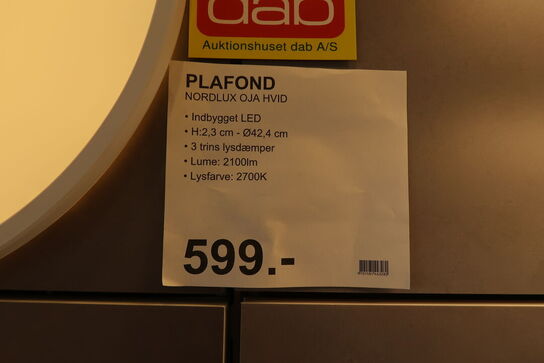 dab
Auktionshuset dab A/S
PLAFOND
NORDLUX OJA HVID
• Indbygget LED
• H:2,3 cm - Ø42,4 cm
• 3 trins lysdæmper
• Lume: 2100lm
• Lysfarve: 2700K
599.-